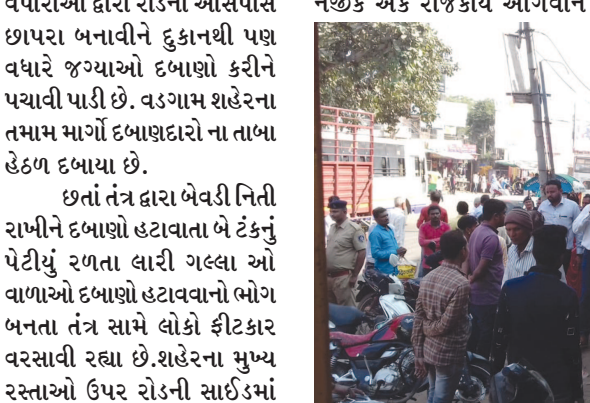 વેપારીઓ દ્વારા રોડની આસપાસ
છાપરા બનાવીને દુકાનથી પણ
વધારે જગ્યાઓ દબાણો કરીને
પચાવી પાડી છે. વડગામ શહેરના
તમામ માર્ગો દબાણદારો ના તાબા
હેઠળ દબાયા છે.
છતાં તંત્ર દ્વારા બેવડી નિતી
રાખીને દબાણો હટાવાતા બે ટંકનું
પેટીયું રળતા લારી ગલ્લા ઓ
વાળાઓ દબાણો હટાવવાનો ભોગ
બનતા તંત્ર સામે લોકો ફીટકાર
વરસાવી રહ્યા છે.શહેરના મુખ્ય
રસ્તાઓ ઉપર રોડની સાઈડમાં
નજીક એક રાજકીય આગેવાન